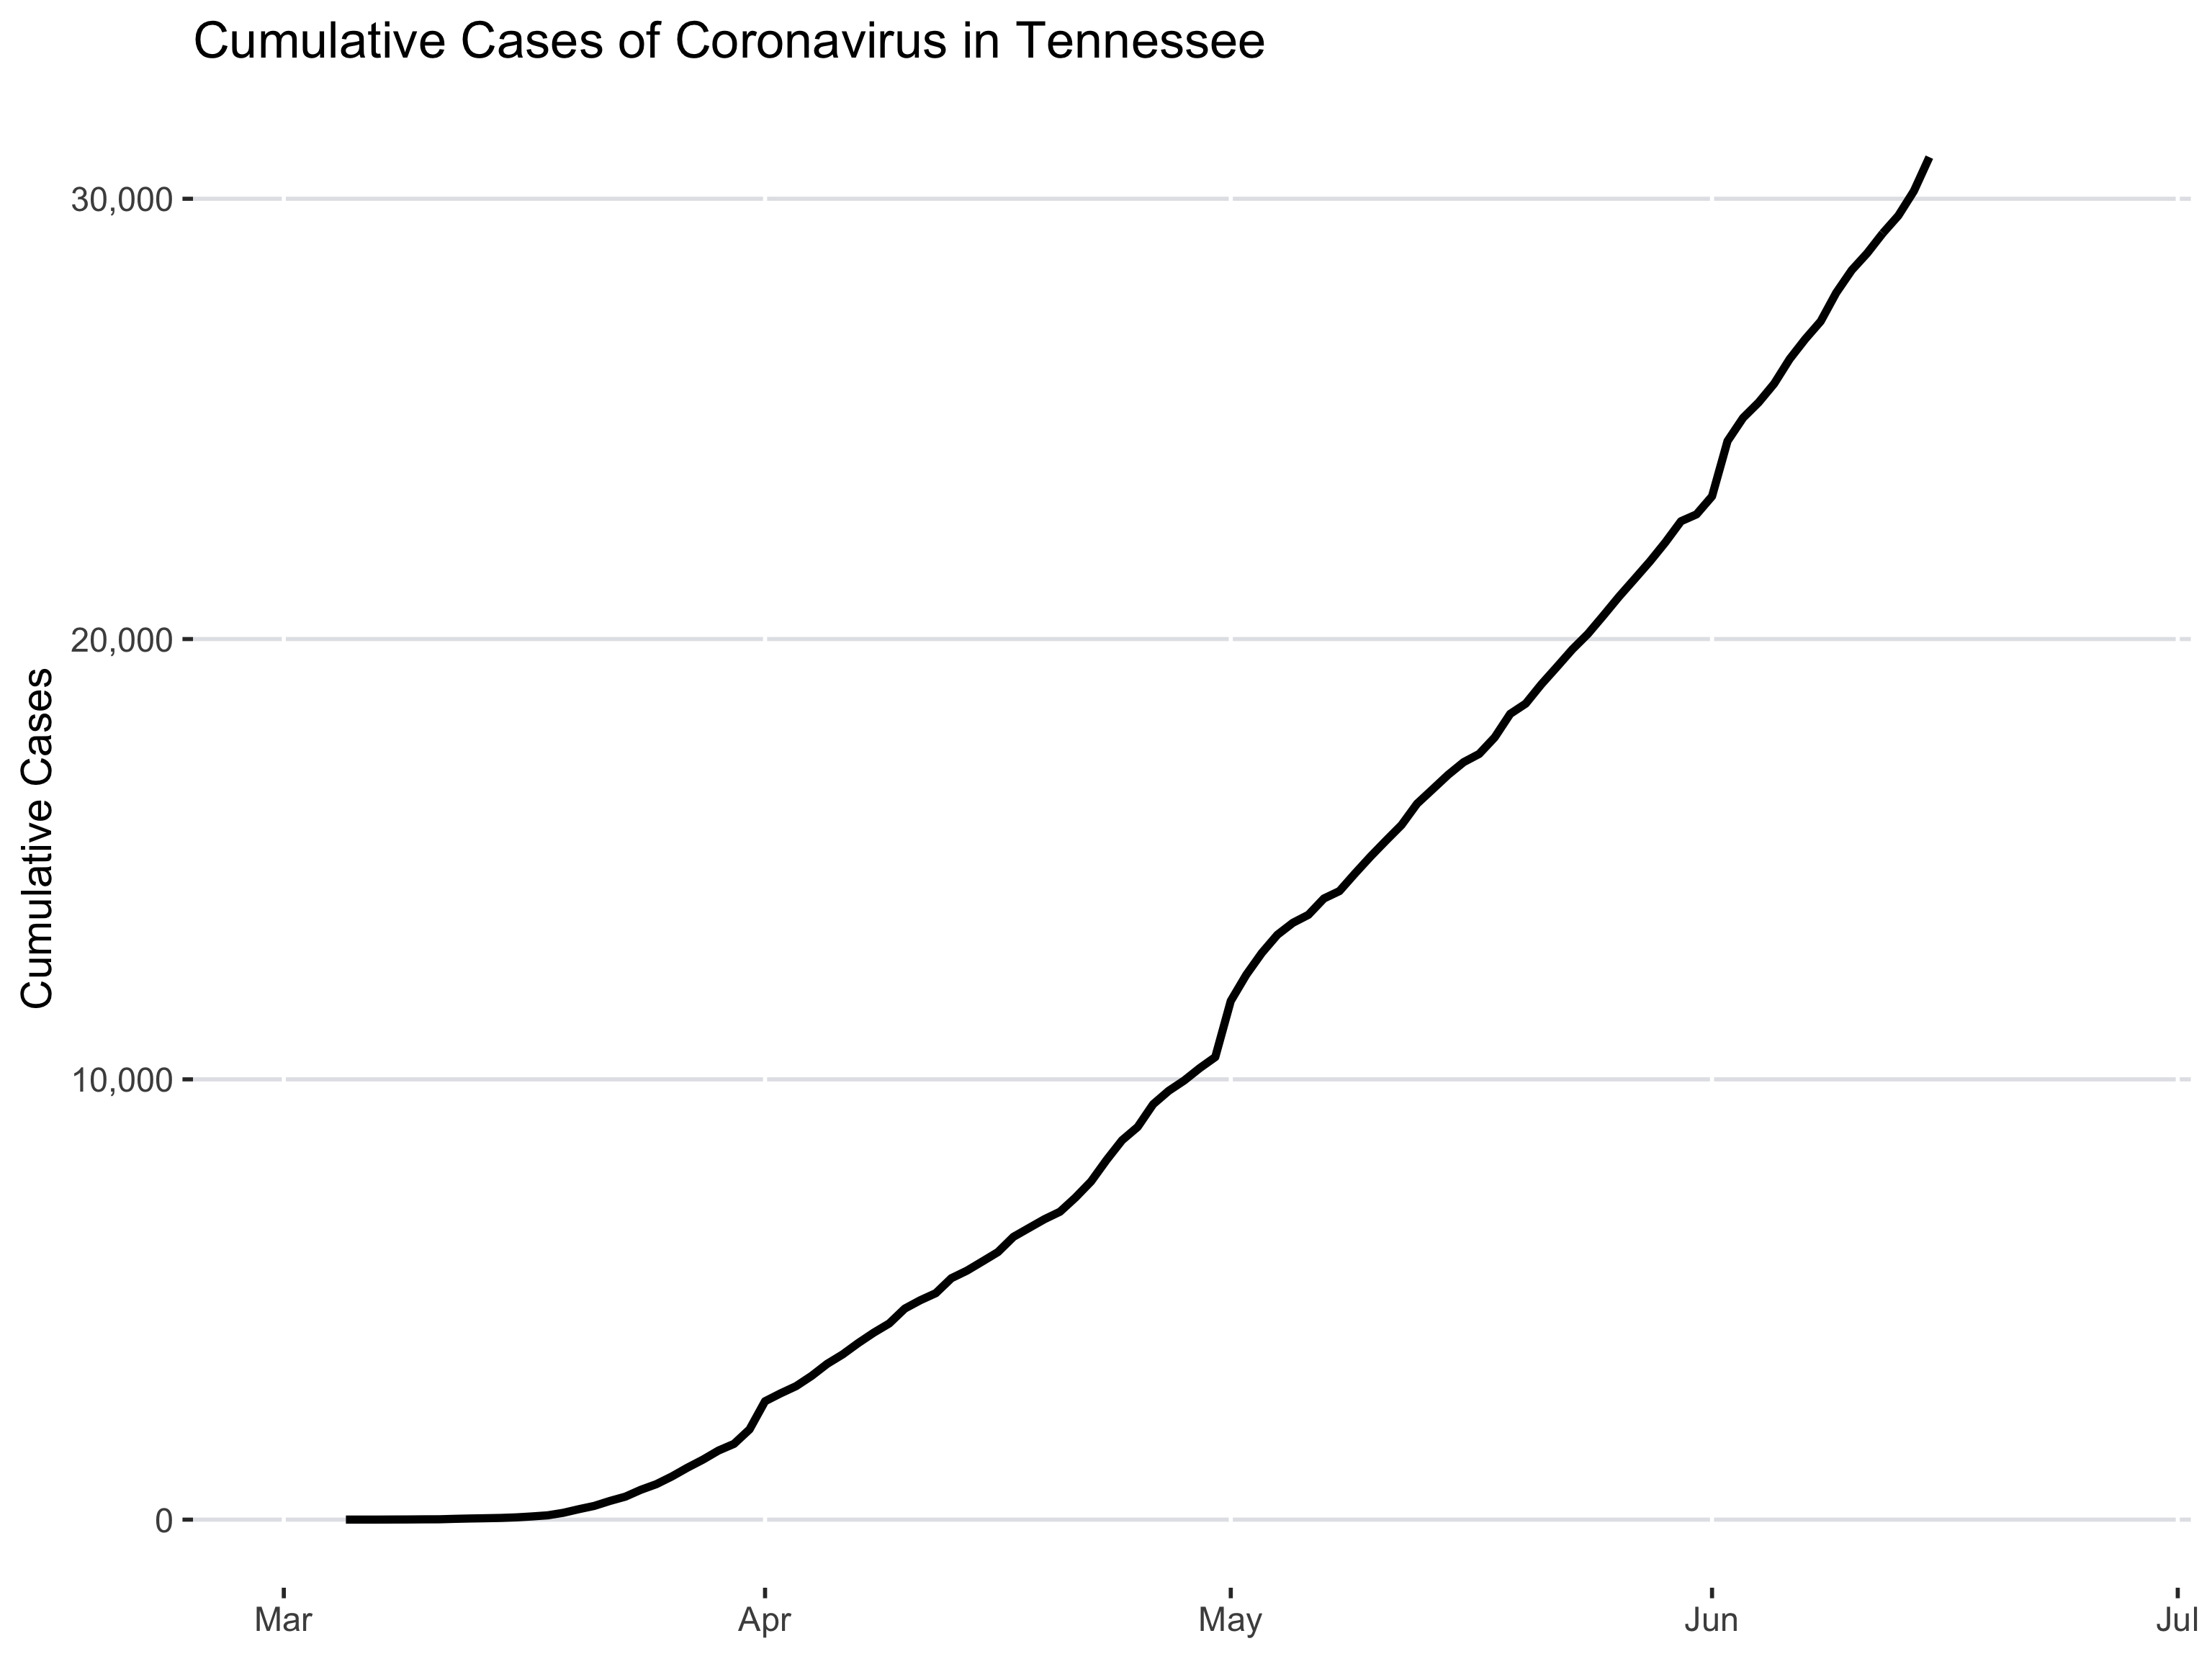 Cumulative Cases of Coronavirus in Tennessee
Cumulative Cases
30,000
20,000
10,000
0
Mar
Apr
May
Jun
Jul